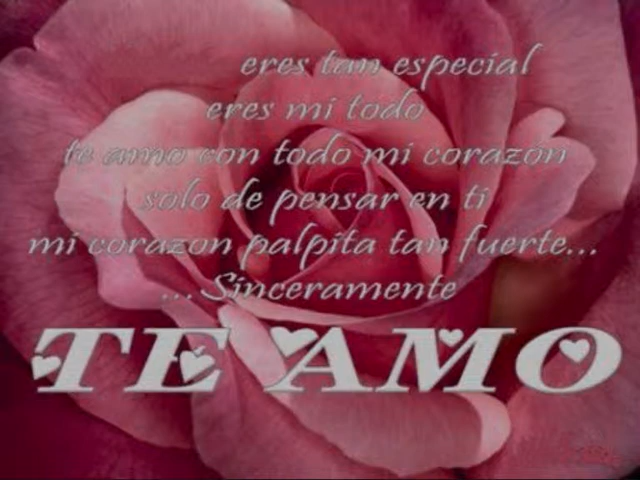 eres tan especial
eres mi todo
te amo con todo mi corazón
solo de pensar en ti
mi corazon palpita tan fuerte...
...Sinceramente
TE AMO